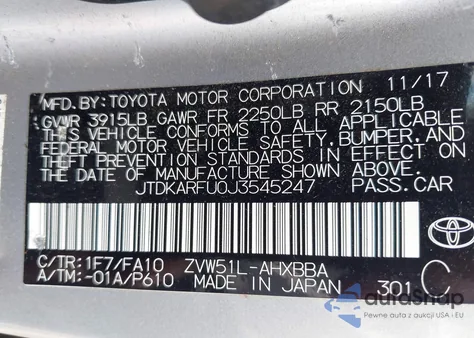 MFD.BY:TOYOTA MOTOR CORPORATION 11/17
GVWR 3915LB GAWR FR 2250LB RR 2150LB
THIS VEHICLE CONFORMS TO ALL APPLICABLE
FEDERAL MOTOR VEHICLE SAFETY,BUMPER,AND
THEFT PREVENTION STANDARDS IN EFFECT ON
THE DATE OF MANUFACTURE SHOWN ABOVE.
JTDKARFU0J3545247 PASS.CAR
C/TR:1F7/FA10 ZVW51L-AHXBBA
A/TM:-01A/P610 MADE IN JAPAN 301 C
autaSnap
Pewne auta z USA i EU